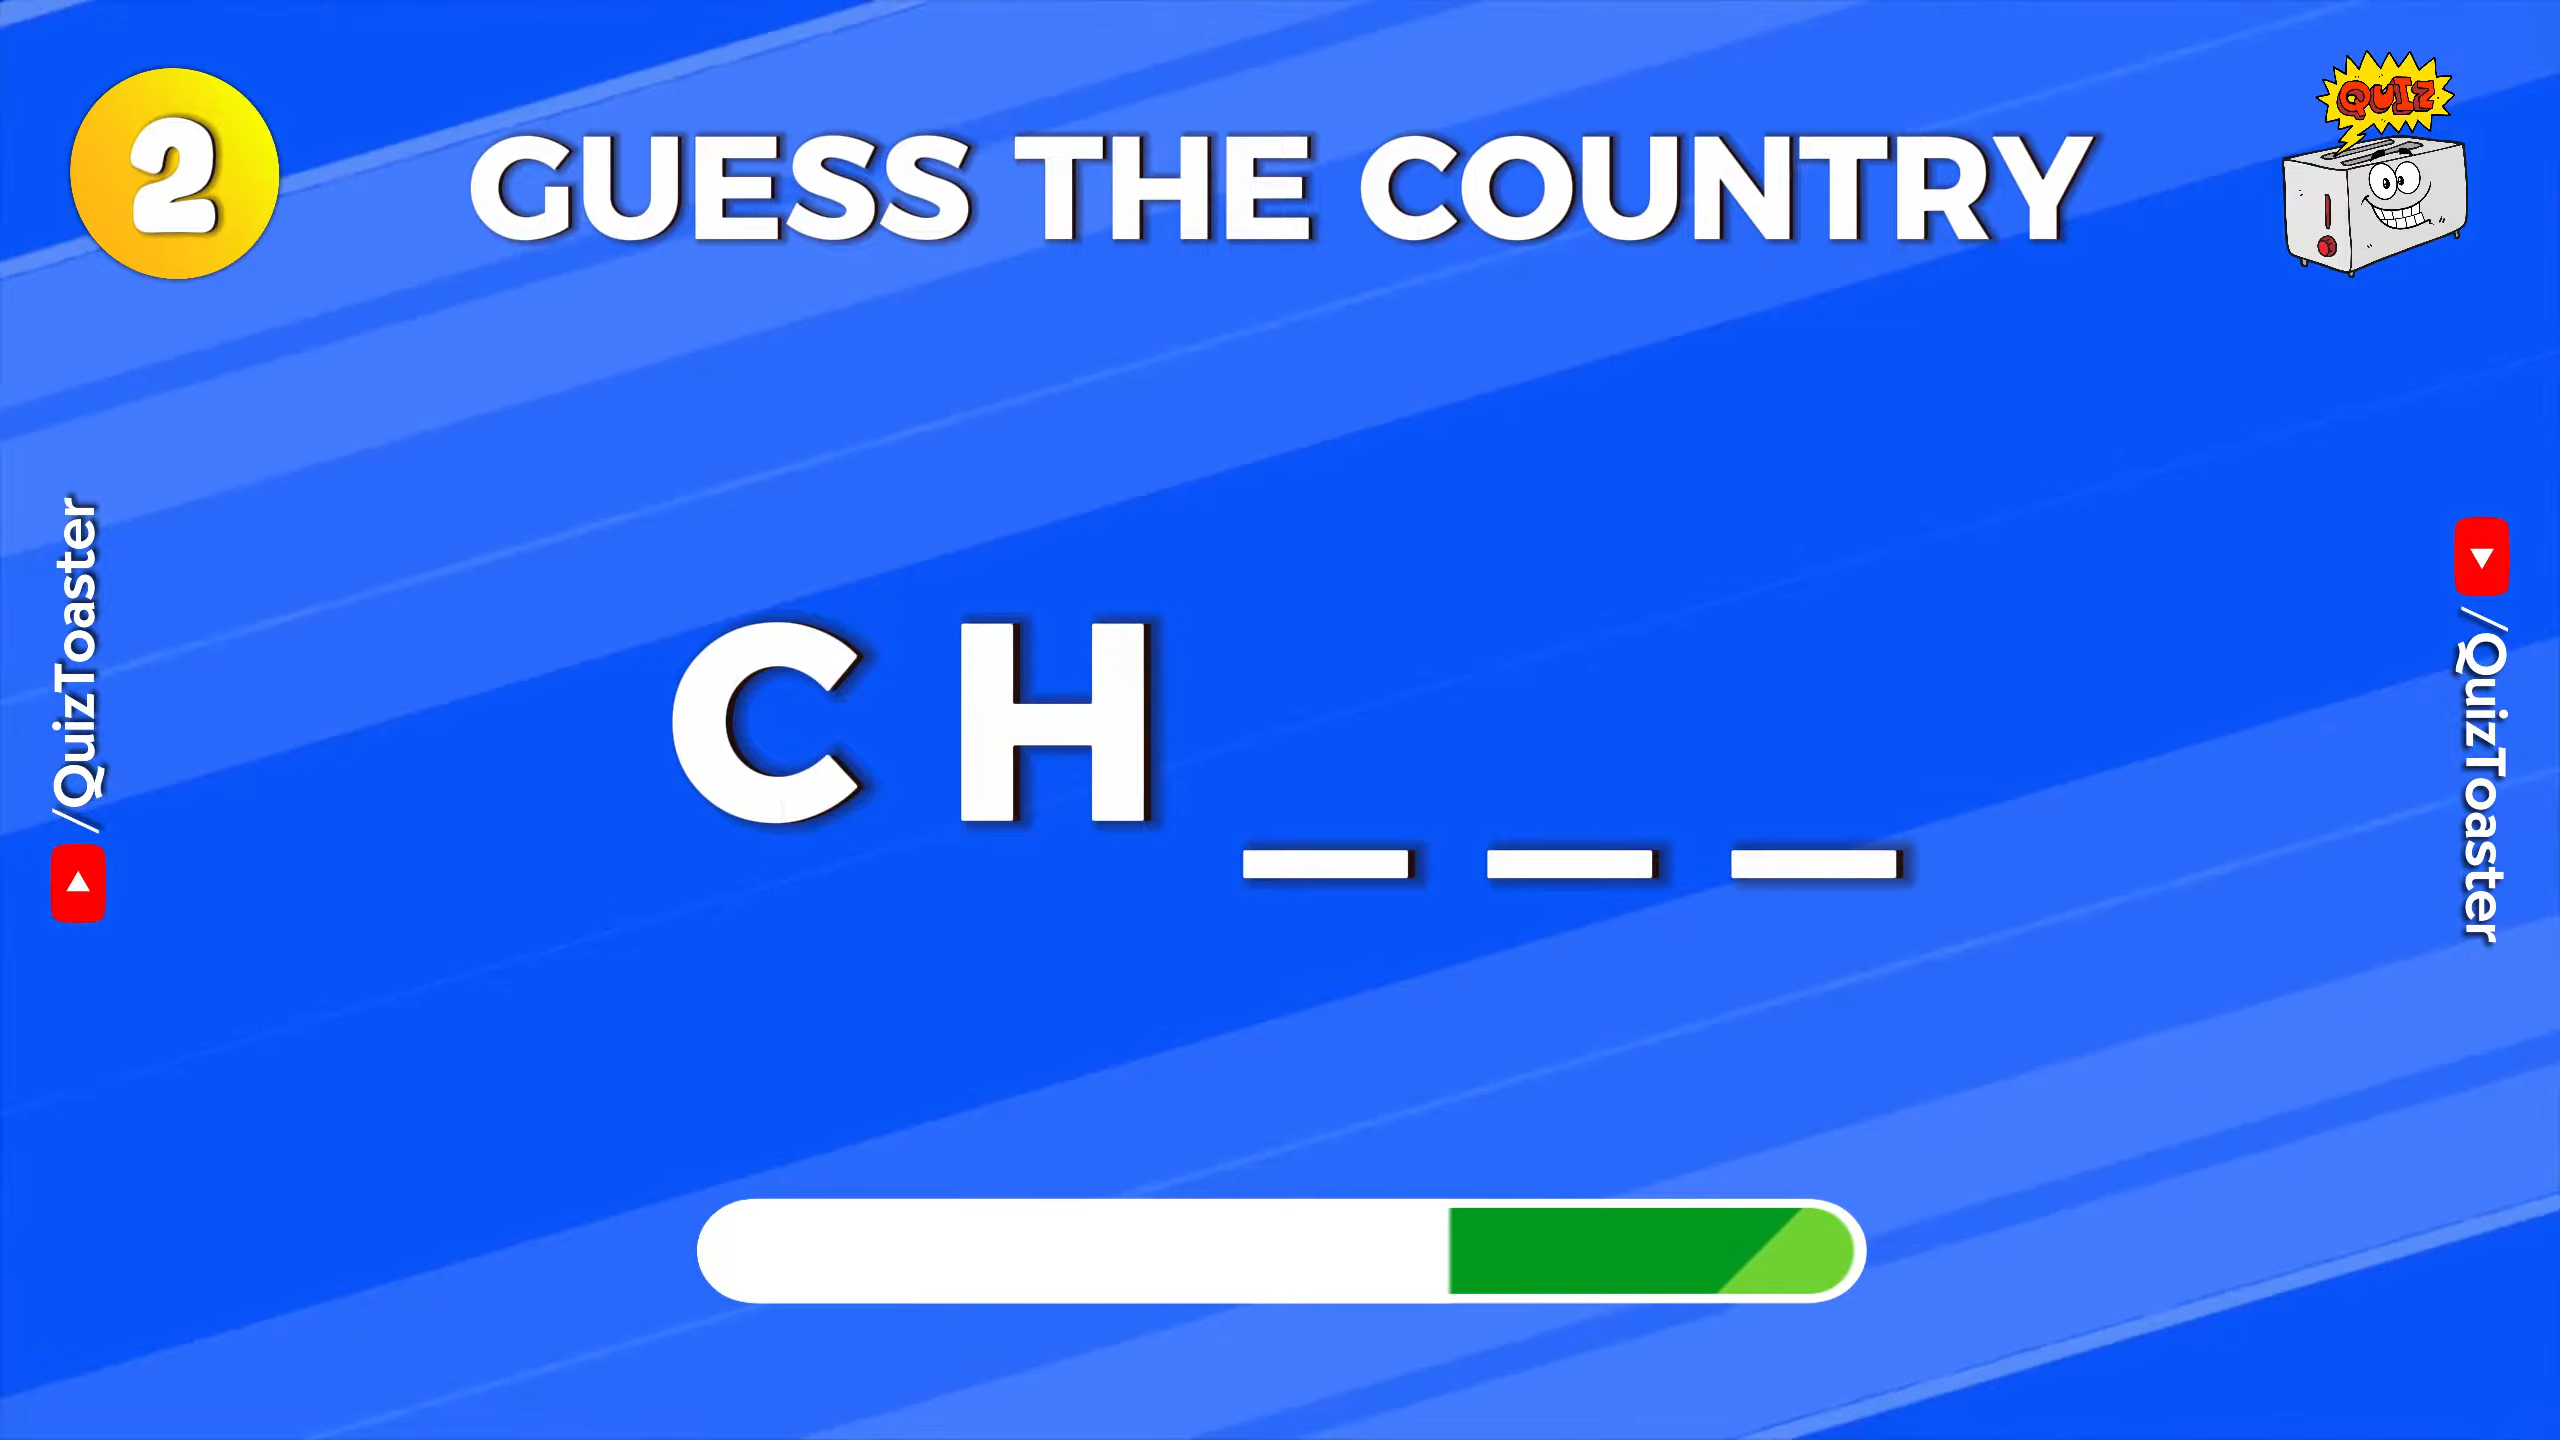 2
GUESS THE COUNTRY
QUIZ
/QuizToaster
C H _ _ _
/QuizToaster